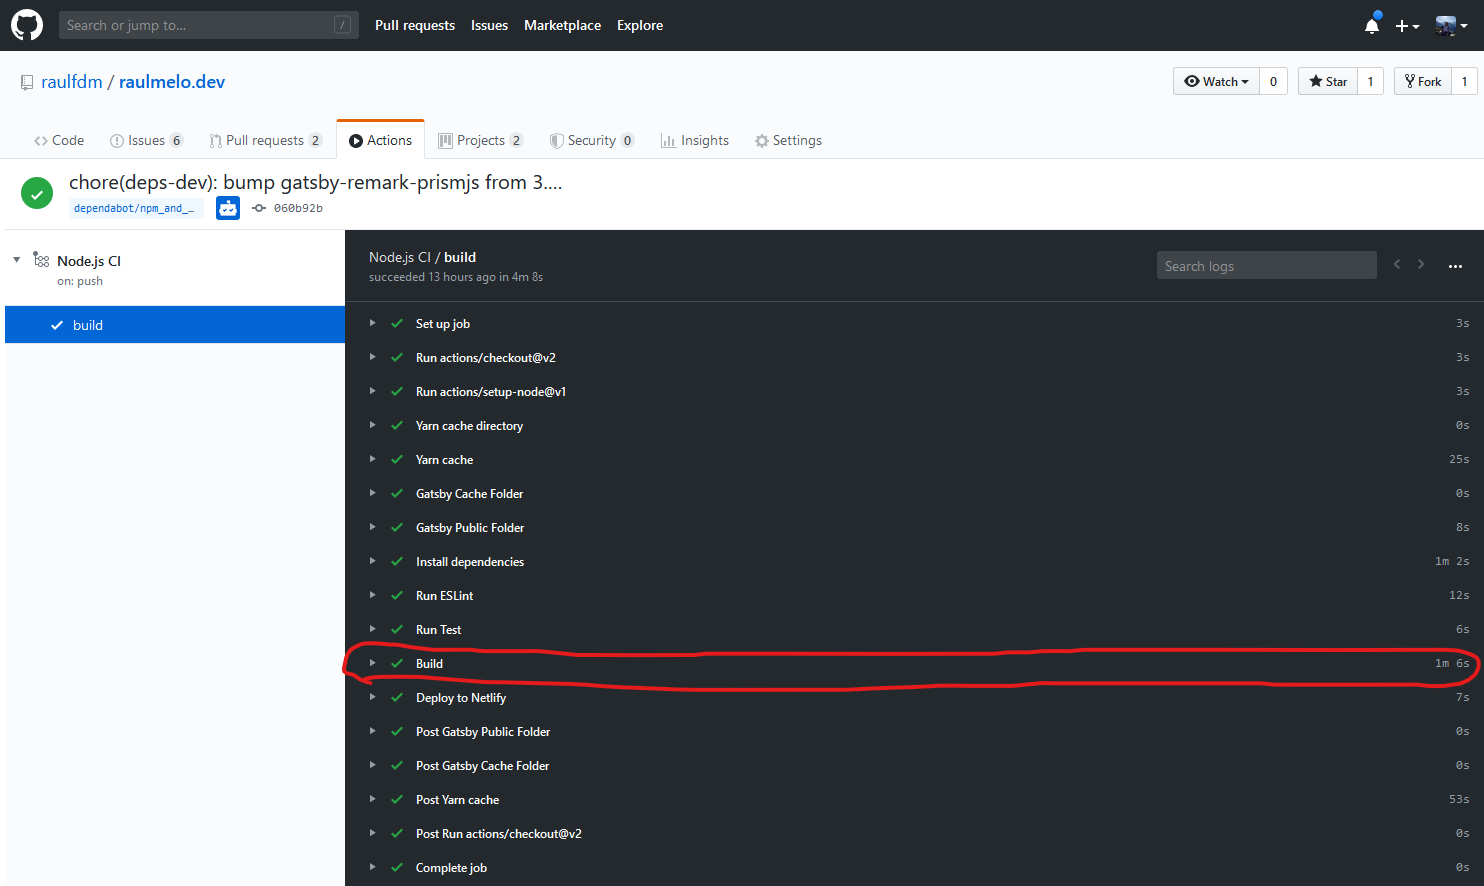 Search or jump to... / Pull requests Issues Marketplace Explore
raulfdm / raulmelo.dev Watch 0 Star 1 Fork 1
Code Issues 6 Pull requests 2 Actions Projects 2 Security 0 Insights Settings
chore(deps-dev): bump gatsby-remark-prismjs from 3....
dependabot/npm_and_... 060b92b
Node.js CI
on: push
build
Node.js CI / build
succeeded 13 hours ago in 4m 8s
Search logs
Set up job 3s
Run actions/checkout@v2 3s
Run actions/setup-node@v1 3s
Yarn cache directory 0s
Yarn cache 25s
Gatsby Cache Folder 0s
Gatsby Public Folder 8s
Install dependencies 1m 2s
Run ESLint 12s
Run Test 6s
Build 1m 6s
Deploy to Netlify 7s
Post Gatsby Public Folder 0s
Post Gatsby Cache Folder 0s
Post Yarn cache 53s
Post Run actions/checkout@v2 0s
Complete job 0s